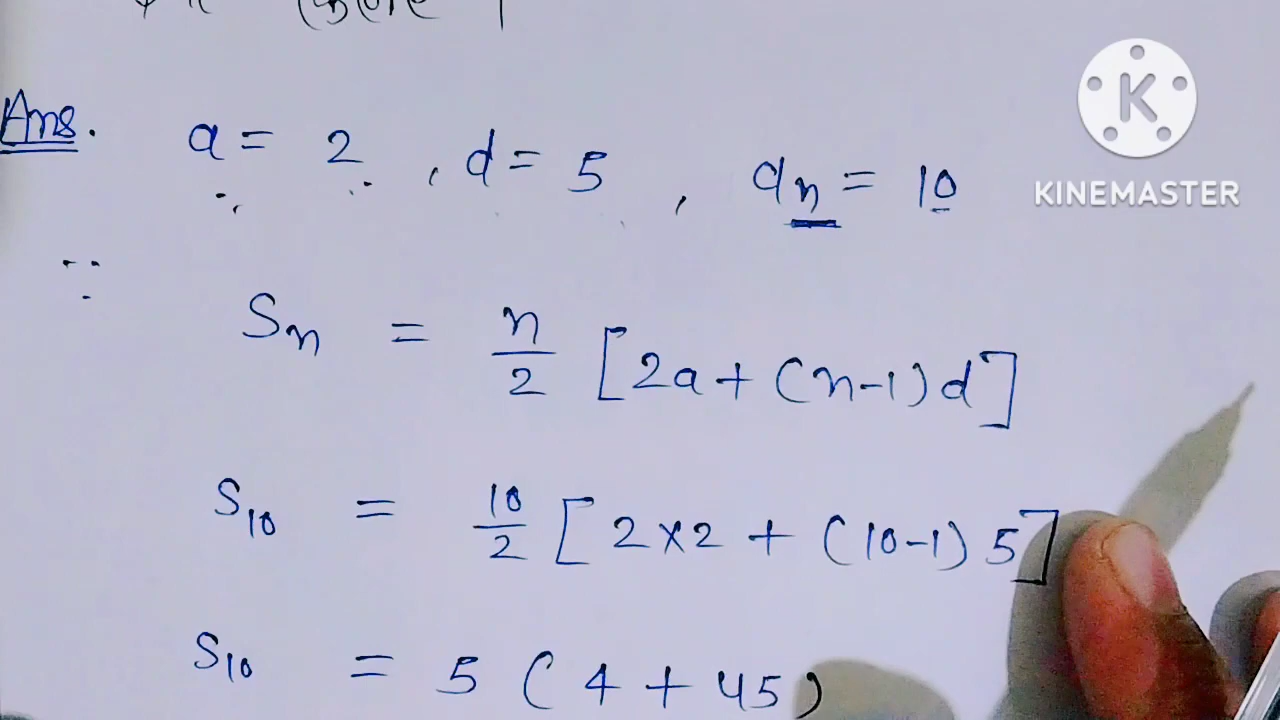 Ans. a = 2 , d = 5 , an = 10
K
KINEMASTER
∵ Sn = n/2 [2a + (n-1)d]
S10 = 10/2 [2×2 + (10-1) 5]
S10 = 5 (4 + 45)